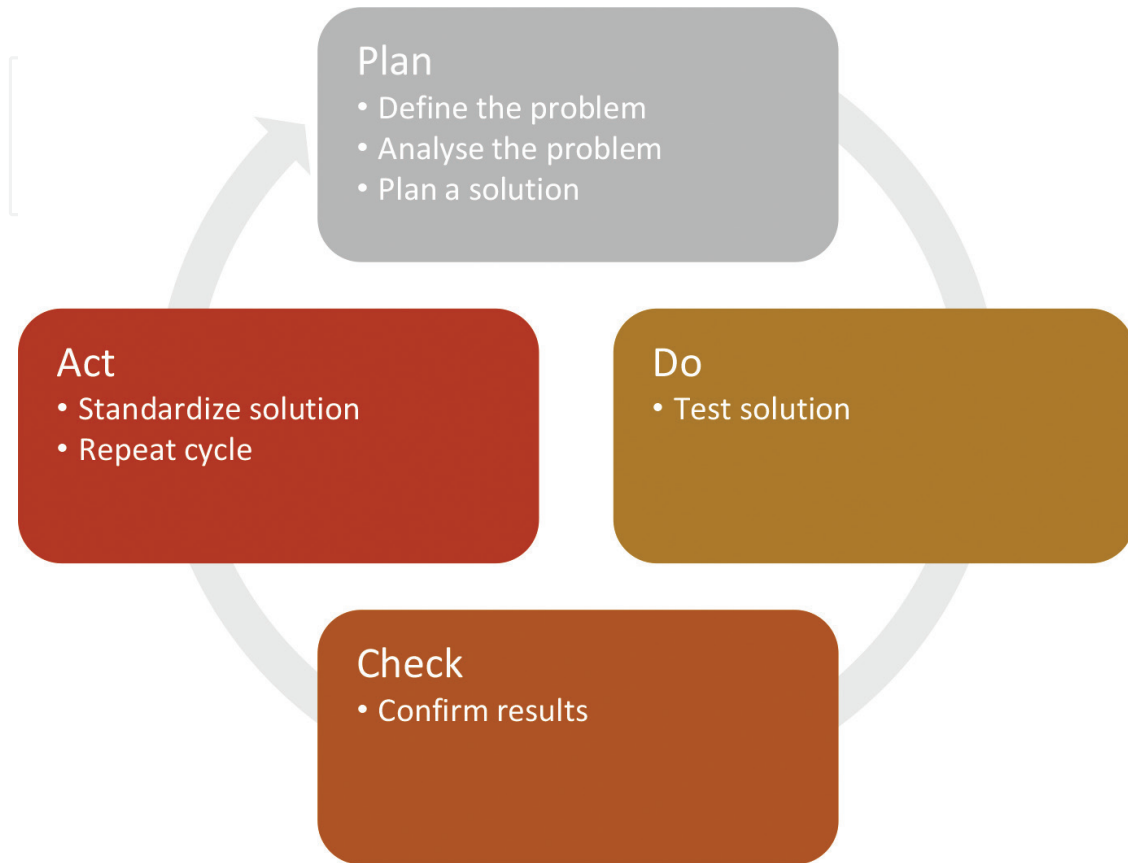 Plan
• Define the problem
• Analyse the problem
• Plan a solution
Do
• Test solution
Check
• Confirm results
Act
• Standardize solution
• Repeat cycle